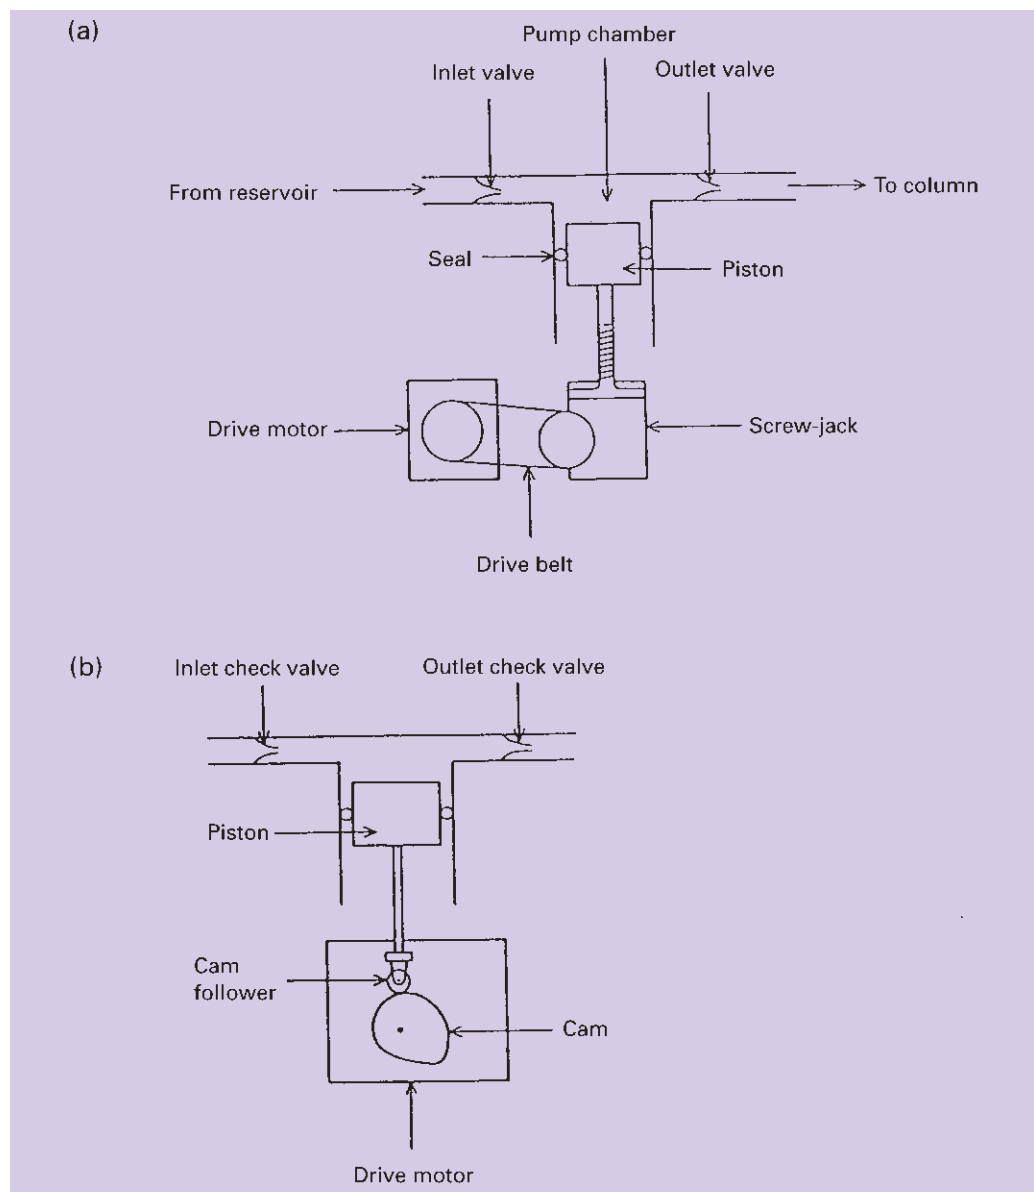 (a)
Pump chamber
Inlet valve
Outlet valve
From reservoir
To column
Seal
Piston
Drive motor
Screw-jack
Drive belt
(b)
Inlet check valve
Outlet check valve
Piston
Cam
follower
Cam
Drive motor